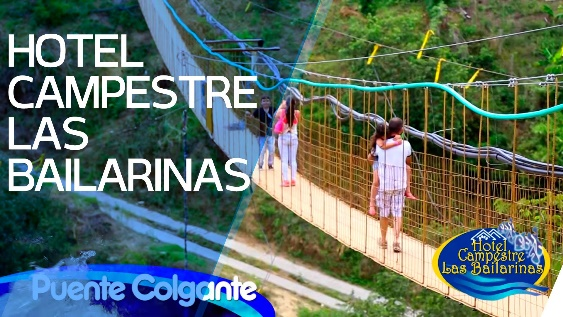 HOTEL
CAMPESTRE
LAS
BAILARINAS
Puente Colgante
Hotel
Campestre
Las Bailarinas